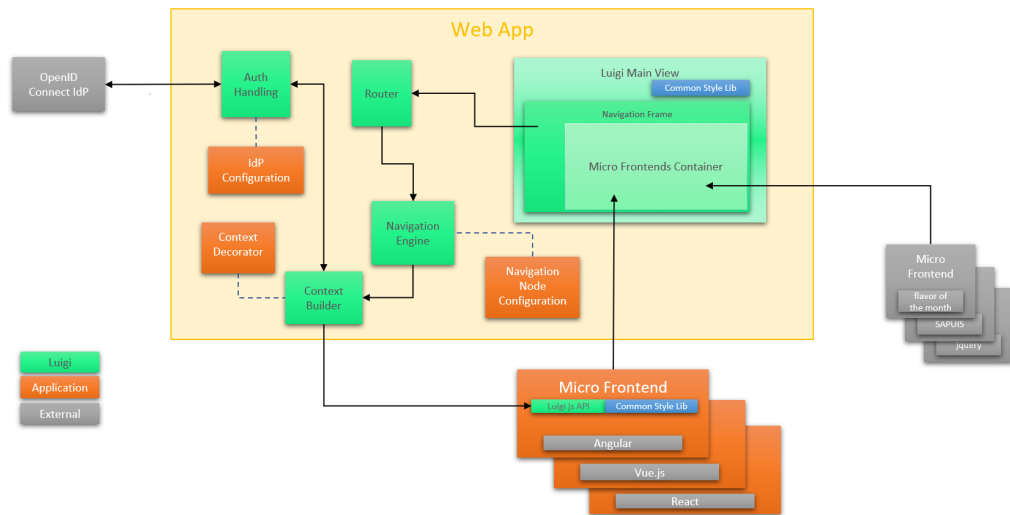 Web App
OpenID
Connect IdP
Auth
Handling
Router
Luigi Main View
Common Style Lib
Navigation Frame
Micro Frontends Container
IdP
Configuration
Context
Decorator
Navigation
Engine
Navigation
Node
Configuration
Context
Builder
Micro
Frontend
flavor of
the month
SAPUI5
jquery
Luigi
Application
External
Micro Frontend
Luigi js API
Common Style Lib
Angular
Vue.js
React